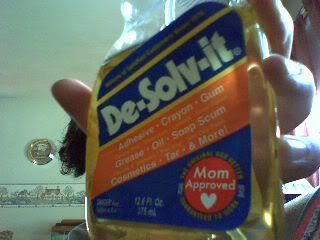 De-Solv-it®
Adhesive • Crayon • Gum
Grease • Oil • Soap Scum
Cosmetics • Tar • & More!
Mom
Approved
12.6 Fl. Oz.
375 mL